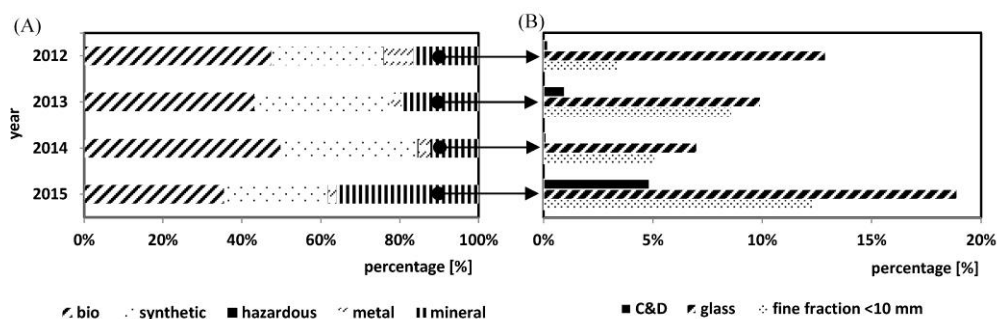 (A)
(B)
year
2012
2013
2014
2015
0% 20% 40% 60% 80% 100%
percentage [%]
bio synthetic hazardous metal mineral
0% 5% 10% 15% 20%
percentage [%]
C&D glass fine fraction <10 mm